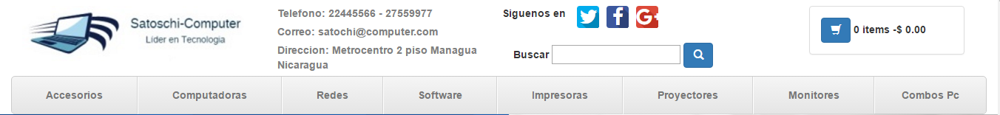 Satoschi-Computer
Lider en Tecnologia
Telefono: 22445566 - 27559977
Correo: satochi@computer.com
Direccion: Metrocentro 2 piso Managua
Nicaragua
Siguenos en
Buscar
0 items -$ 0.00
Accesorios
Computadoras
Redes
Software
Impresoras
Proyectores
Monitores
Combos Pc